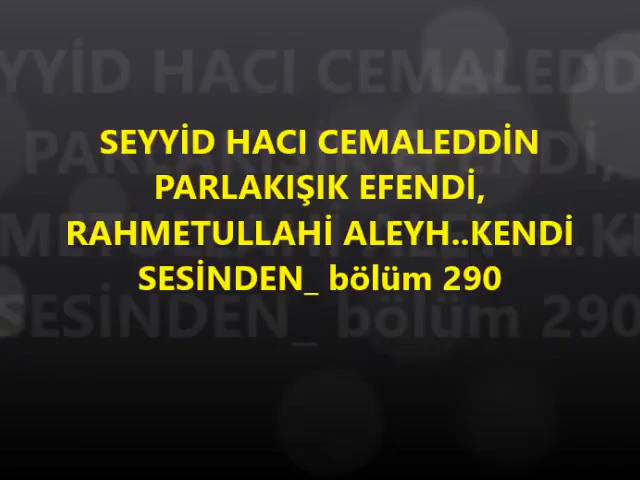 SEYYİD HACI CEMALEDDİN
PARLAKIŞIK EFENDİ,
RAHMETULLAHİ ALEYH..KENDİ
SESİNDEN_ bölüm 290